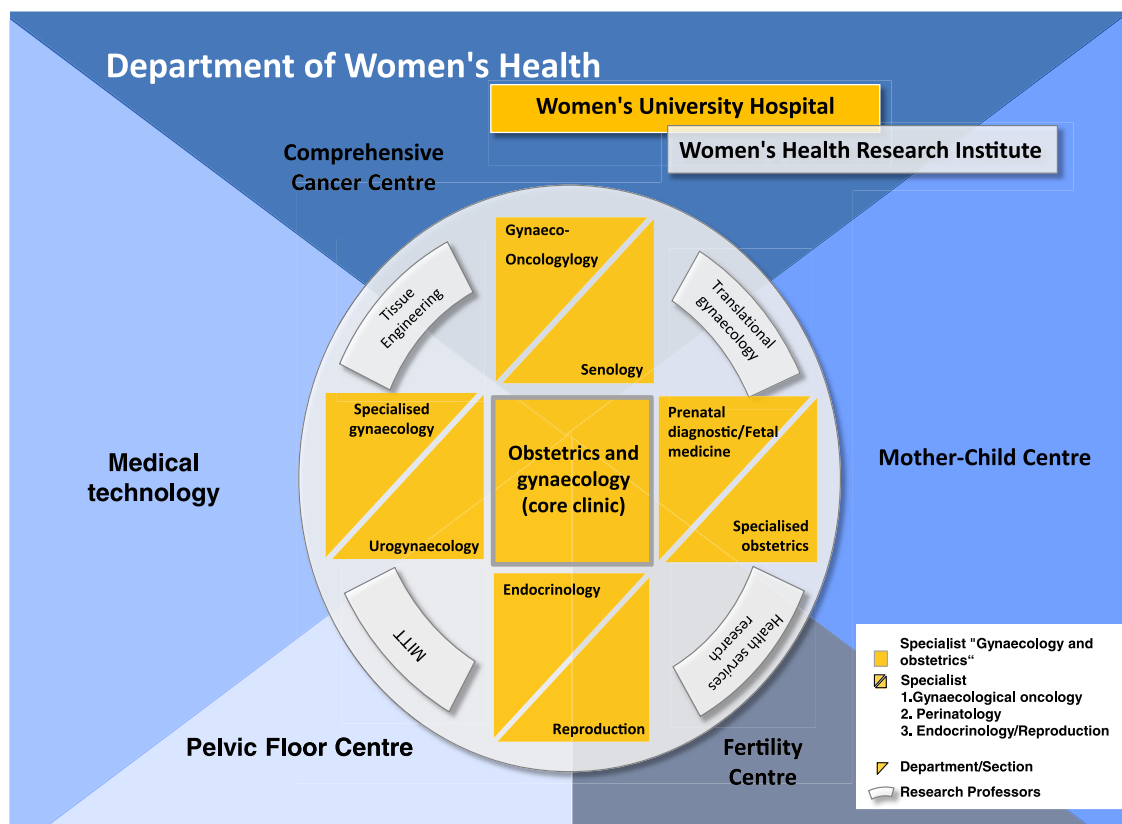 Department of Women's Health
Women's University Hospital
Women's Health Research Institute
Comprehensive
Cancer Centre
Gynaeco-
Oncologylogy
Senology
Tissue
Engineering
Translational
gynaecology
Specialised
gynaecology
Urogynaecology
Obstetrics and
gynaecology
(core clinic)
Prenatal
diagnostic/Fetal
medicine
Specialised
obstetrics
Medical
technology
Mother-Child Centre
Endocrinology
Reproduction
MITT
Health services
research
Pelvic Floor Centre
Fertility
Centre
Specialist "Gynaecology and
obstetrics“
Specialist
1.Gynaecological oncology
2. Perinatology
3. Endocrinology/Reproduction
Department/Section
Research Professors